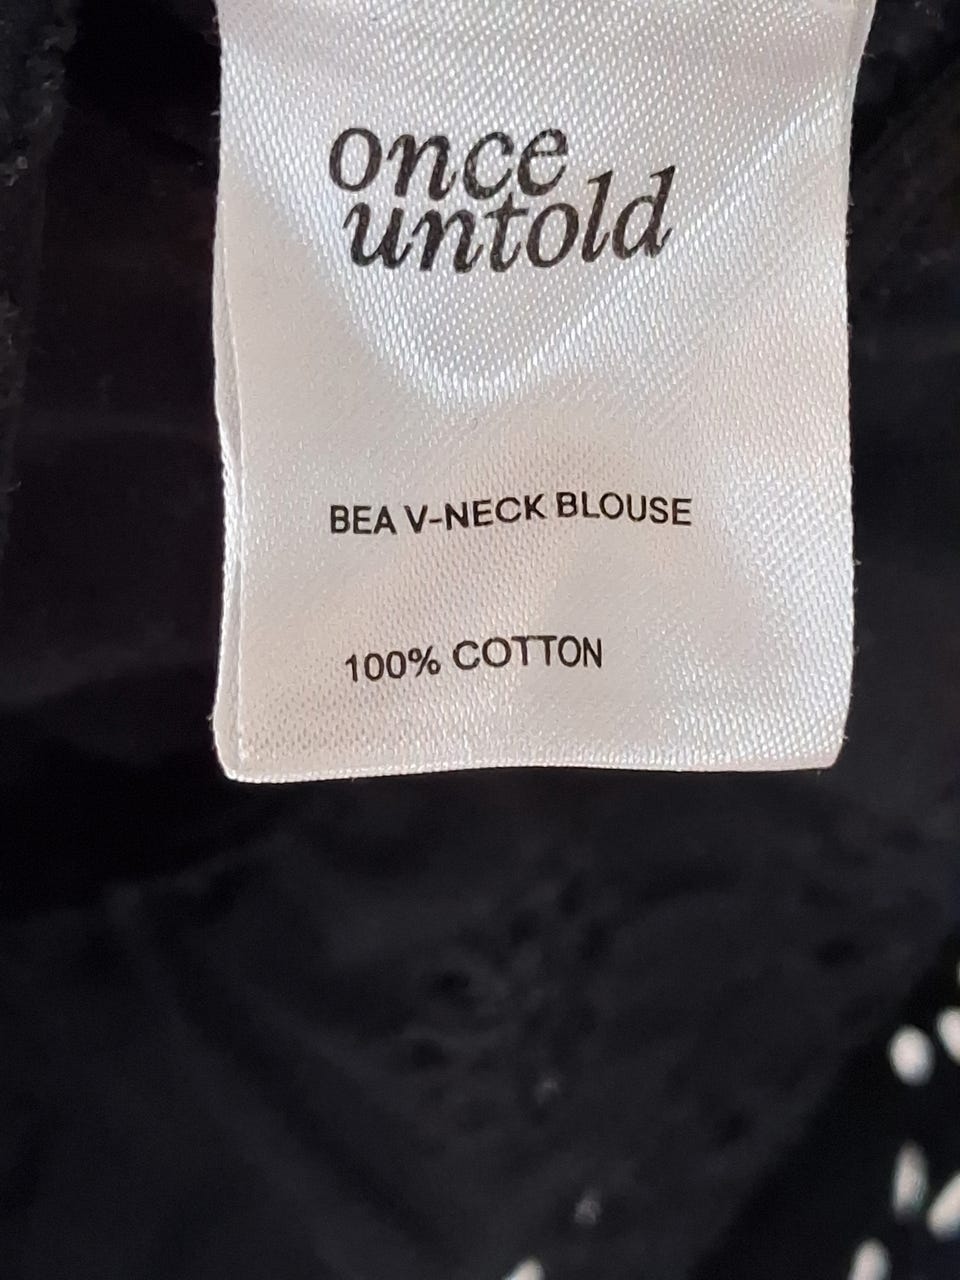 once
untold
BEA V-NECK BLOUSE
100% COTTON